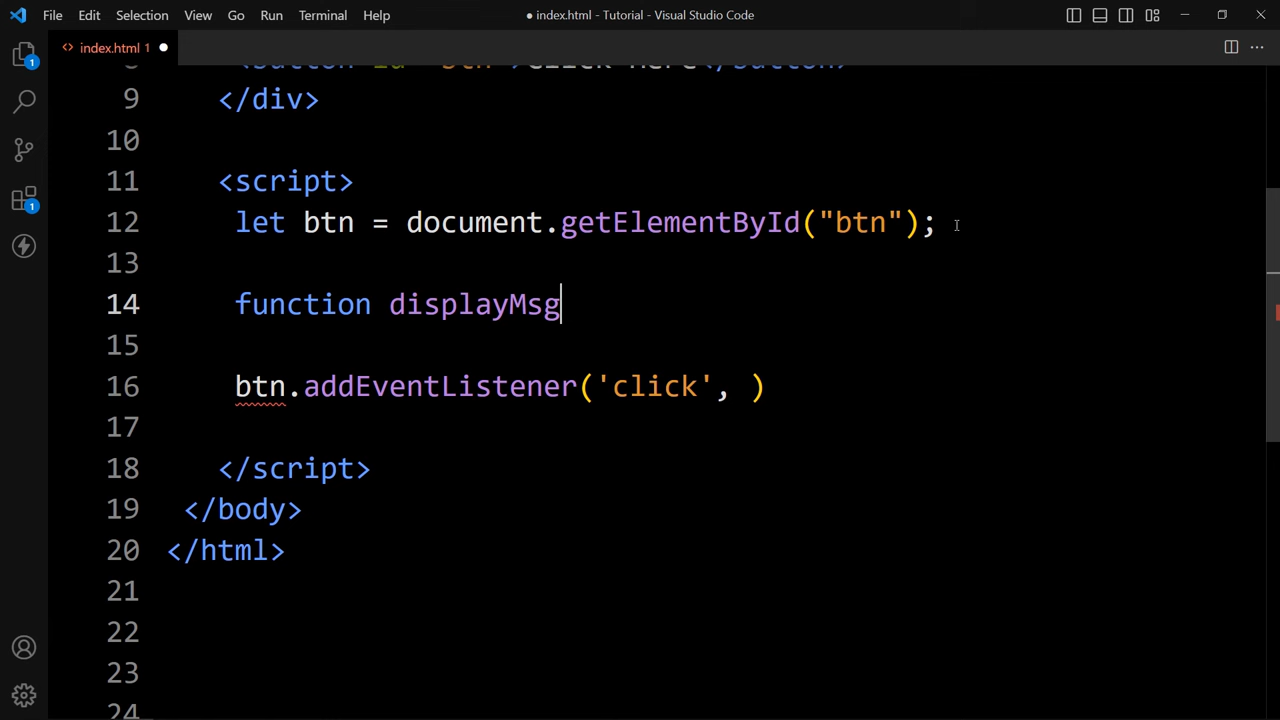 File Edit Selection View Go Run Terminal Help ● index.html - Tutorial - Visual Studio Code
<> index.html 1 ●
9 </div>
10
11 <script>
12 let btn = document.getElementById("btn");
13
14 function displayMsg
15
16 btn.addEventListener('click', )
17
18 </script>
19 </body>
20 </html>
21
22
23
24
1
1